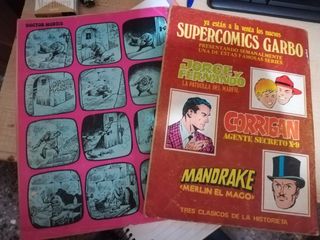 DOCTOR MORTIS
ya están a la venta los nuevos
SUPERCOMICS GARBO
PRESENTANDO SEMANALMENTE
UNA DE ESTAS FAMOSAS SERIES
JORGE Y
FERNANDO
LA PATRULLA DEL MARFIL
CORRIGAN
AGENTE SECRETO X-9
MANDRAKE
«MERLIN EL MAGO»
TRES CLASICOS DE LA HISTORIETA